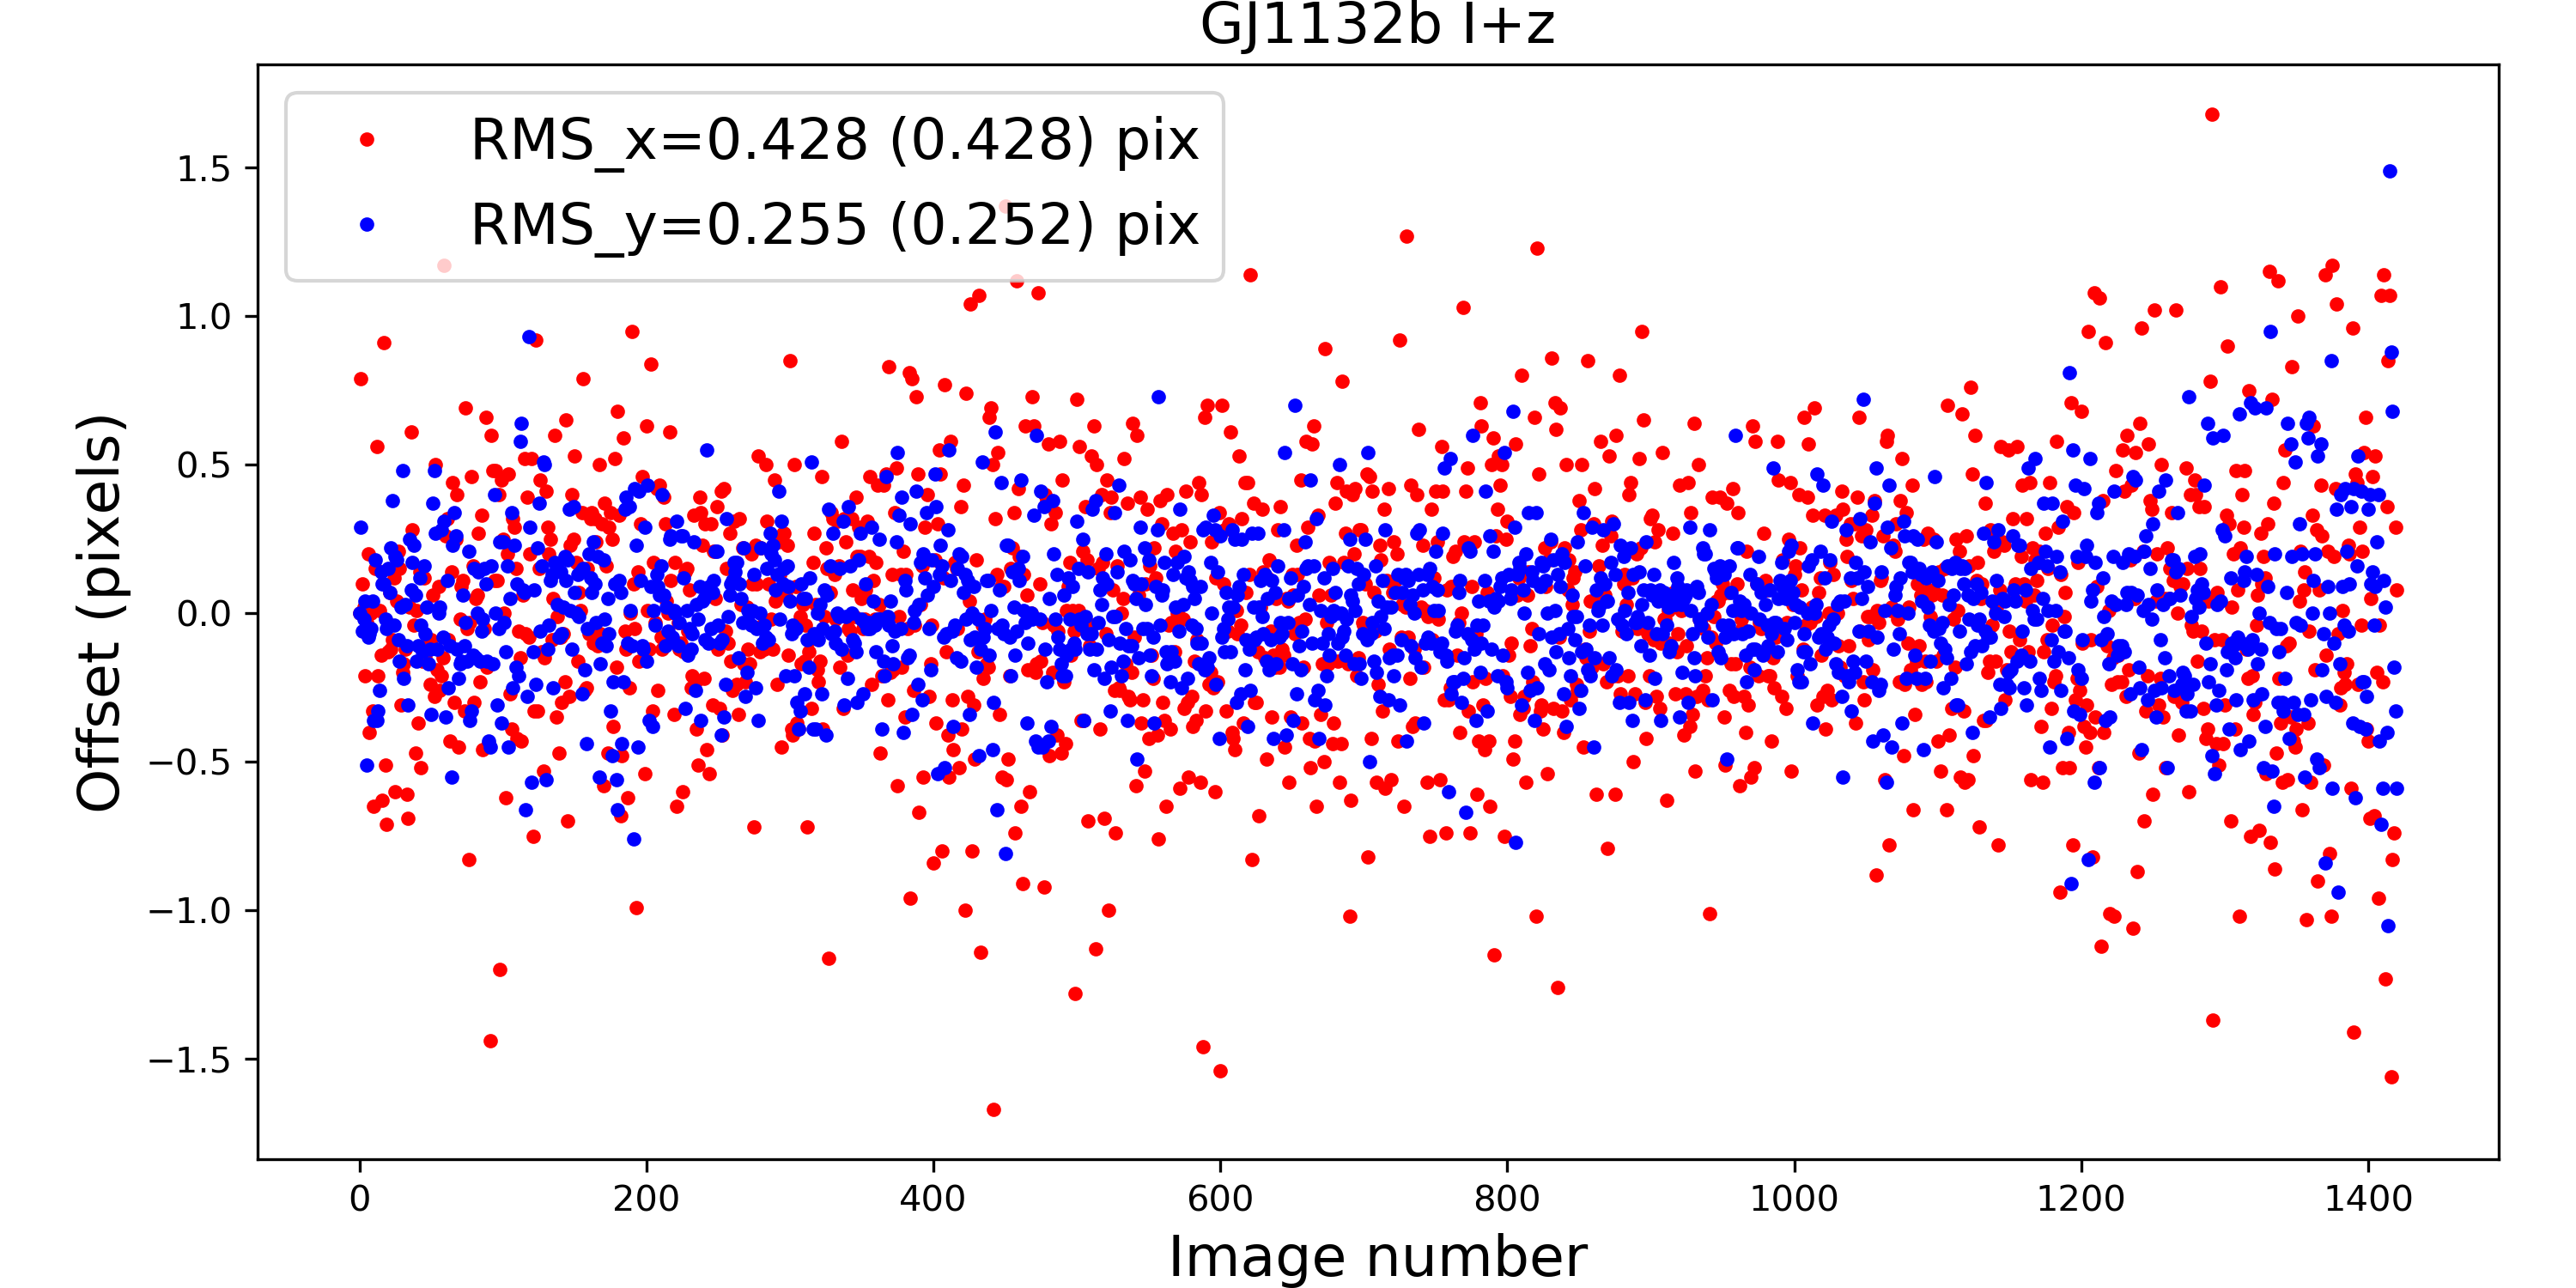 GJ1132b I+z
RMS_x=0.428 (0.428) pix
RMS_y=0.255 (0.252) pix
1.5
1.0
0.5
0.0
−0.5
−1.0
−1.5
Offset (pixels)
0 200 400 600 800 1000 1200 1400
Image number